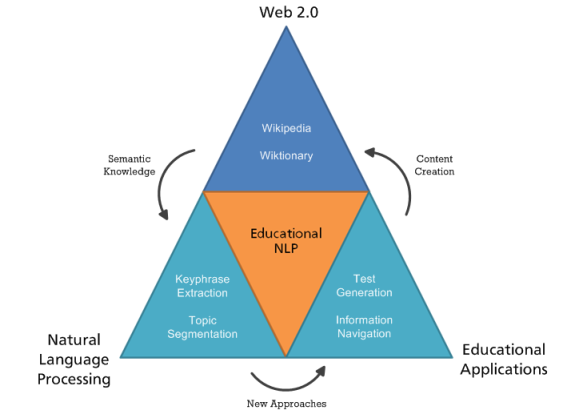 Web 2.0
Wikipedia
Wiktionary
Semantic
Knowledge
Content
Creation
Educational
NLP
Keyphrase
Extraction
Topic
Segmentation
Test
Generation
Information
Navigation
Natural
Language
Processing
Educational
Applications
New Approaches